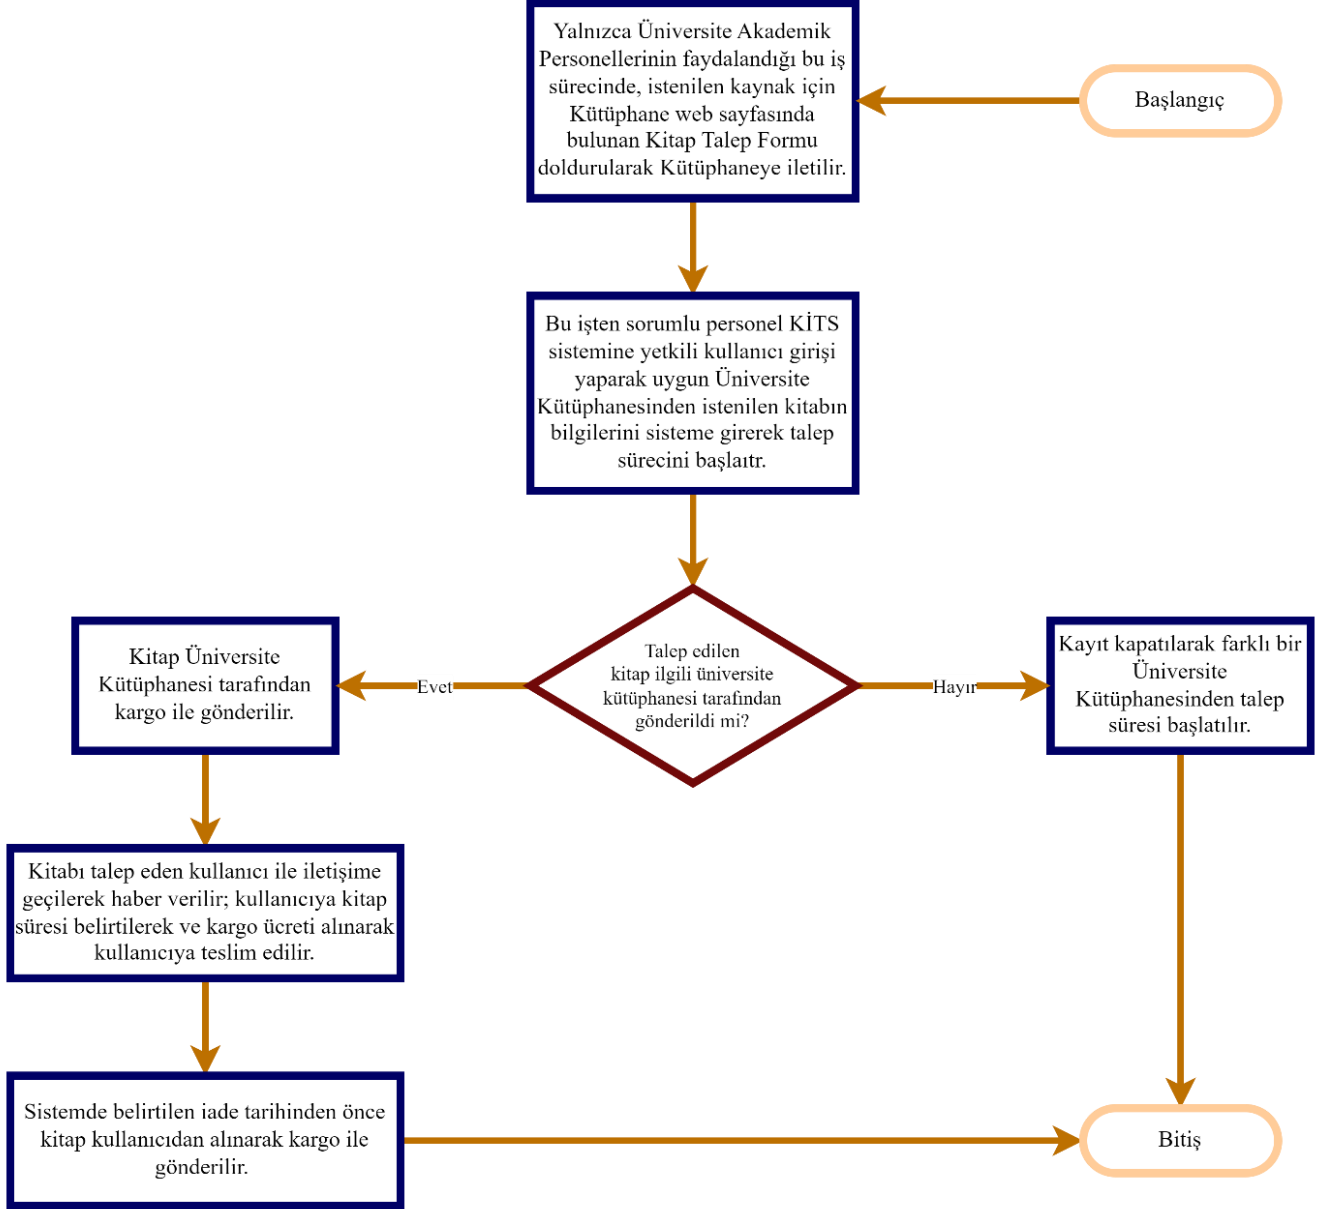 Başlangıç
Yalnızca Üniversite Akademik
Personellerinin faydalandığı bu iş
sürecinde, istenilen kaynak için
Kütüphane web sayfasında
bulunan Kitap Talep Formu
doldurularak Kütüphaneye iletilir.
Bu işten sorumlu personel KİTS
sistemine yetkili kullanıcı girişi
yaparak uygun Üniversite
Kütüphanesinden istenilen kitabın
bilgilerini sisteme girerek talep
sürecini başlaıtr.
Talep edilen
kitap ilgili üniversite
kütüphanesi tarafından
gönderildi mi?
Evet
Kitap Üniversite
Kütüphanesi tarafından
kargo ile gönderilir.
Kitabı talep eden kullanıcı ile iletişime
geçilerek haber verilir; kullanıcıya kitap
süresi belirtilerek ve kargo ücreti alınarak
kullanıcıya teslim edilir.
Sistemde belirtilen iade tarihinden önce
kitap kullanıcıdan alınarak kargo ile
gönderilir.
Hayır
Kayıt kapatılarak farklı bir
Üniversite
Kütüphanesinden talep
süresi başlatılır.
Bitiş